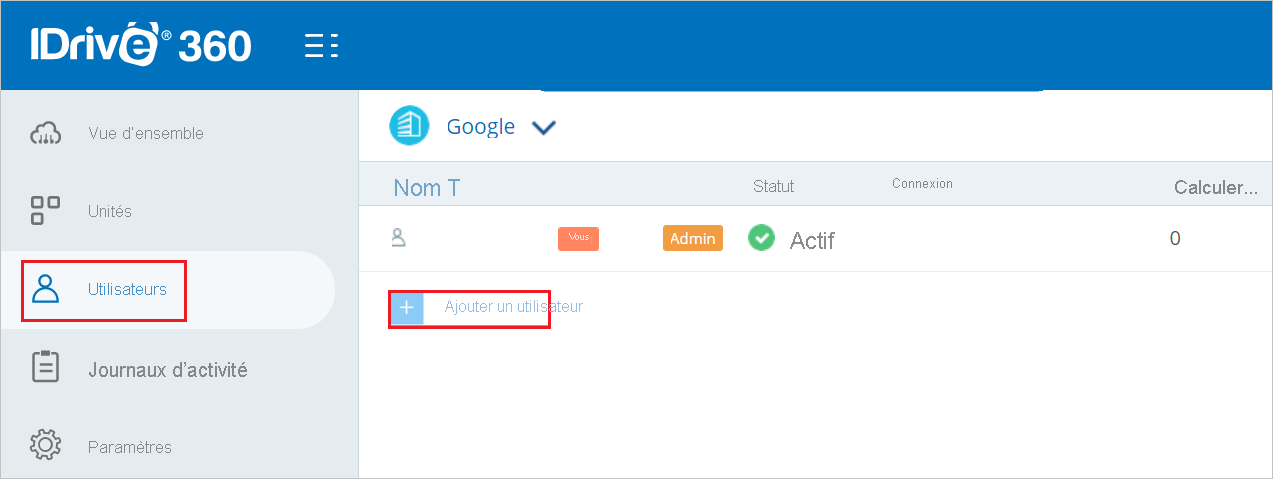 IDrive® 360
Vue d'ensemble
Unités
Utilisateurs
Journaux d'activité
Paramètres
Google
Nom T Statut Connexion Calculer...
Vous Admin Actif 0
+ Ajouter un utilisateur